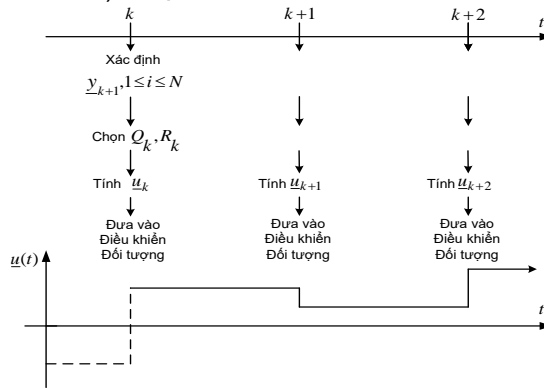 k k+1 k+2 t
Xác định
y_{k+1}, 1≤i≤N
Chọn Q_k, R_k
Tính u_k Tính u_{k+1} Tính u_{k+2}
Đưa vào Đưa vào Đưa vào
Điều khiển Điều khiển Điều khiển
Đối tượng Đối tượng Đối tượng
u(t)
t